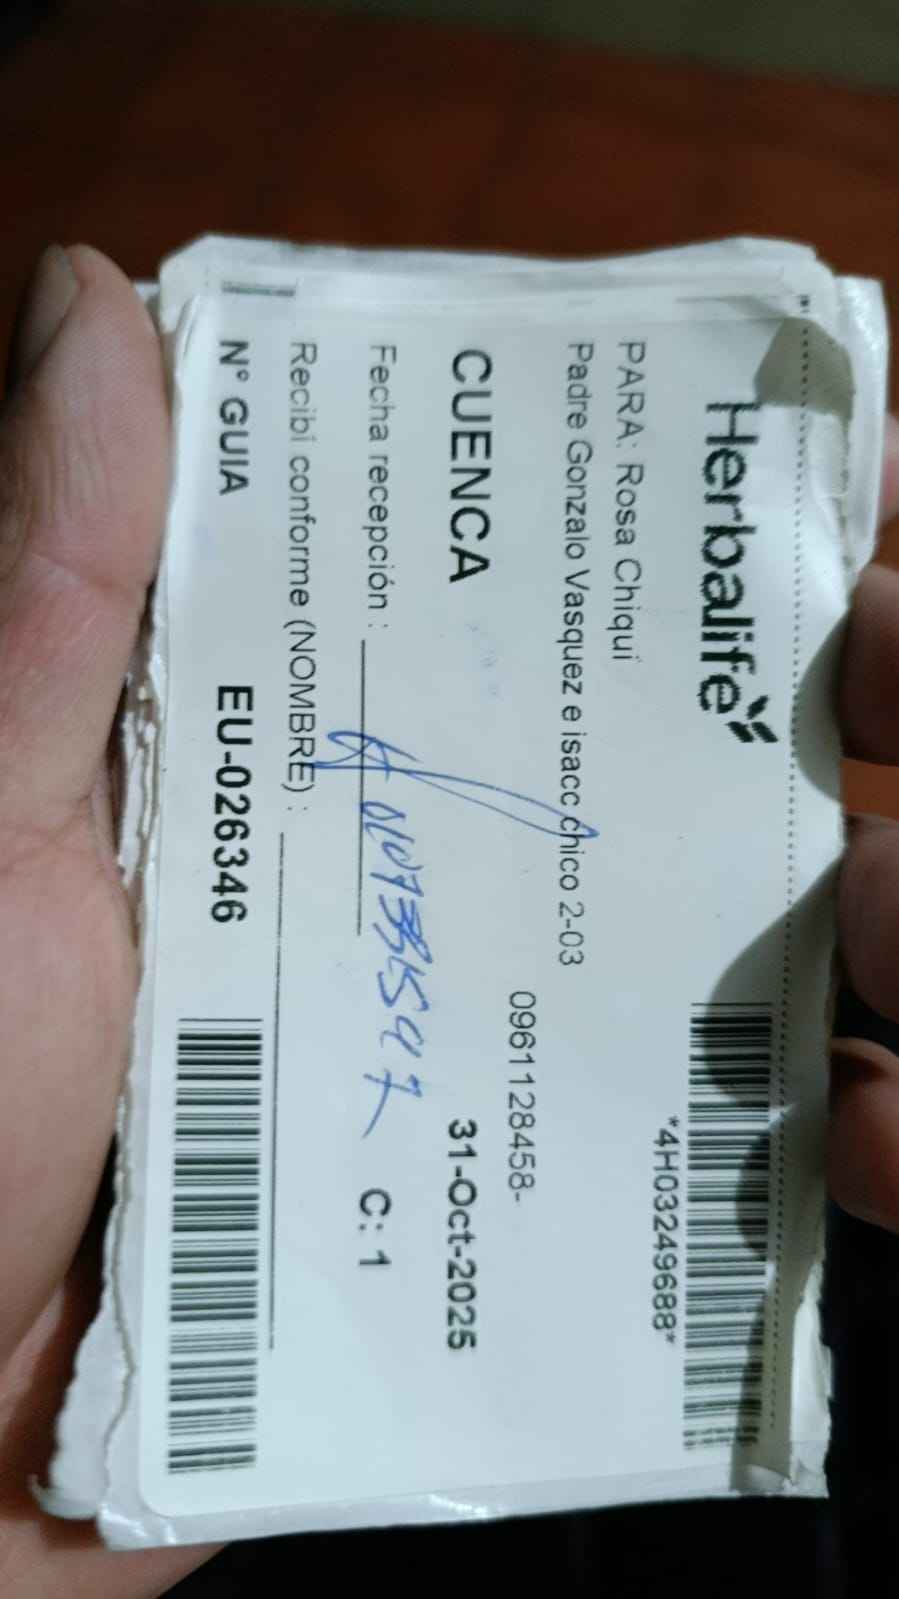 Herbalife
*4H03249688*
PARA: Rosa Chiqui
Padre Gonzalo Vasquez e isacc chico 2-03
0961128458-
CUENCA
31-Oct-2025
Fecha recepción :
C: 1
Recibi conforme (NOMBRE) :
N° GUIA
EU-026346